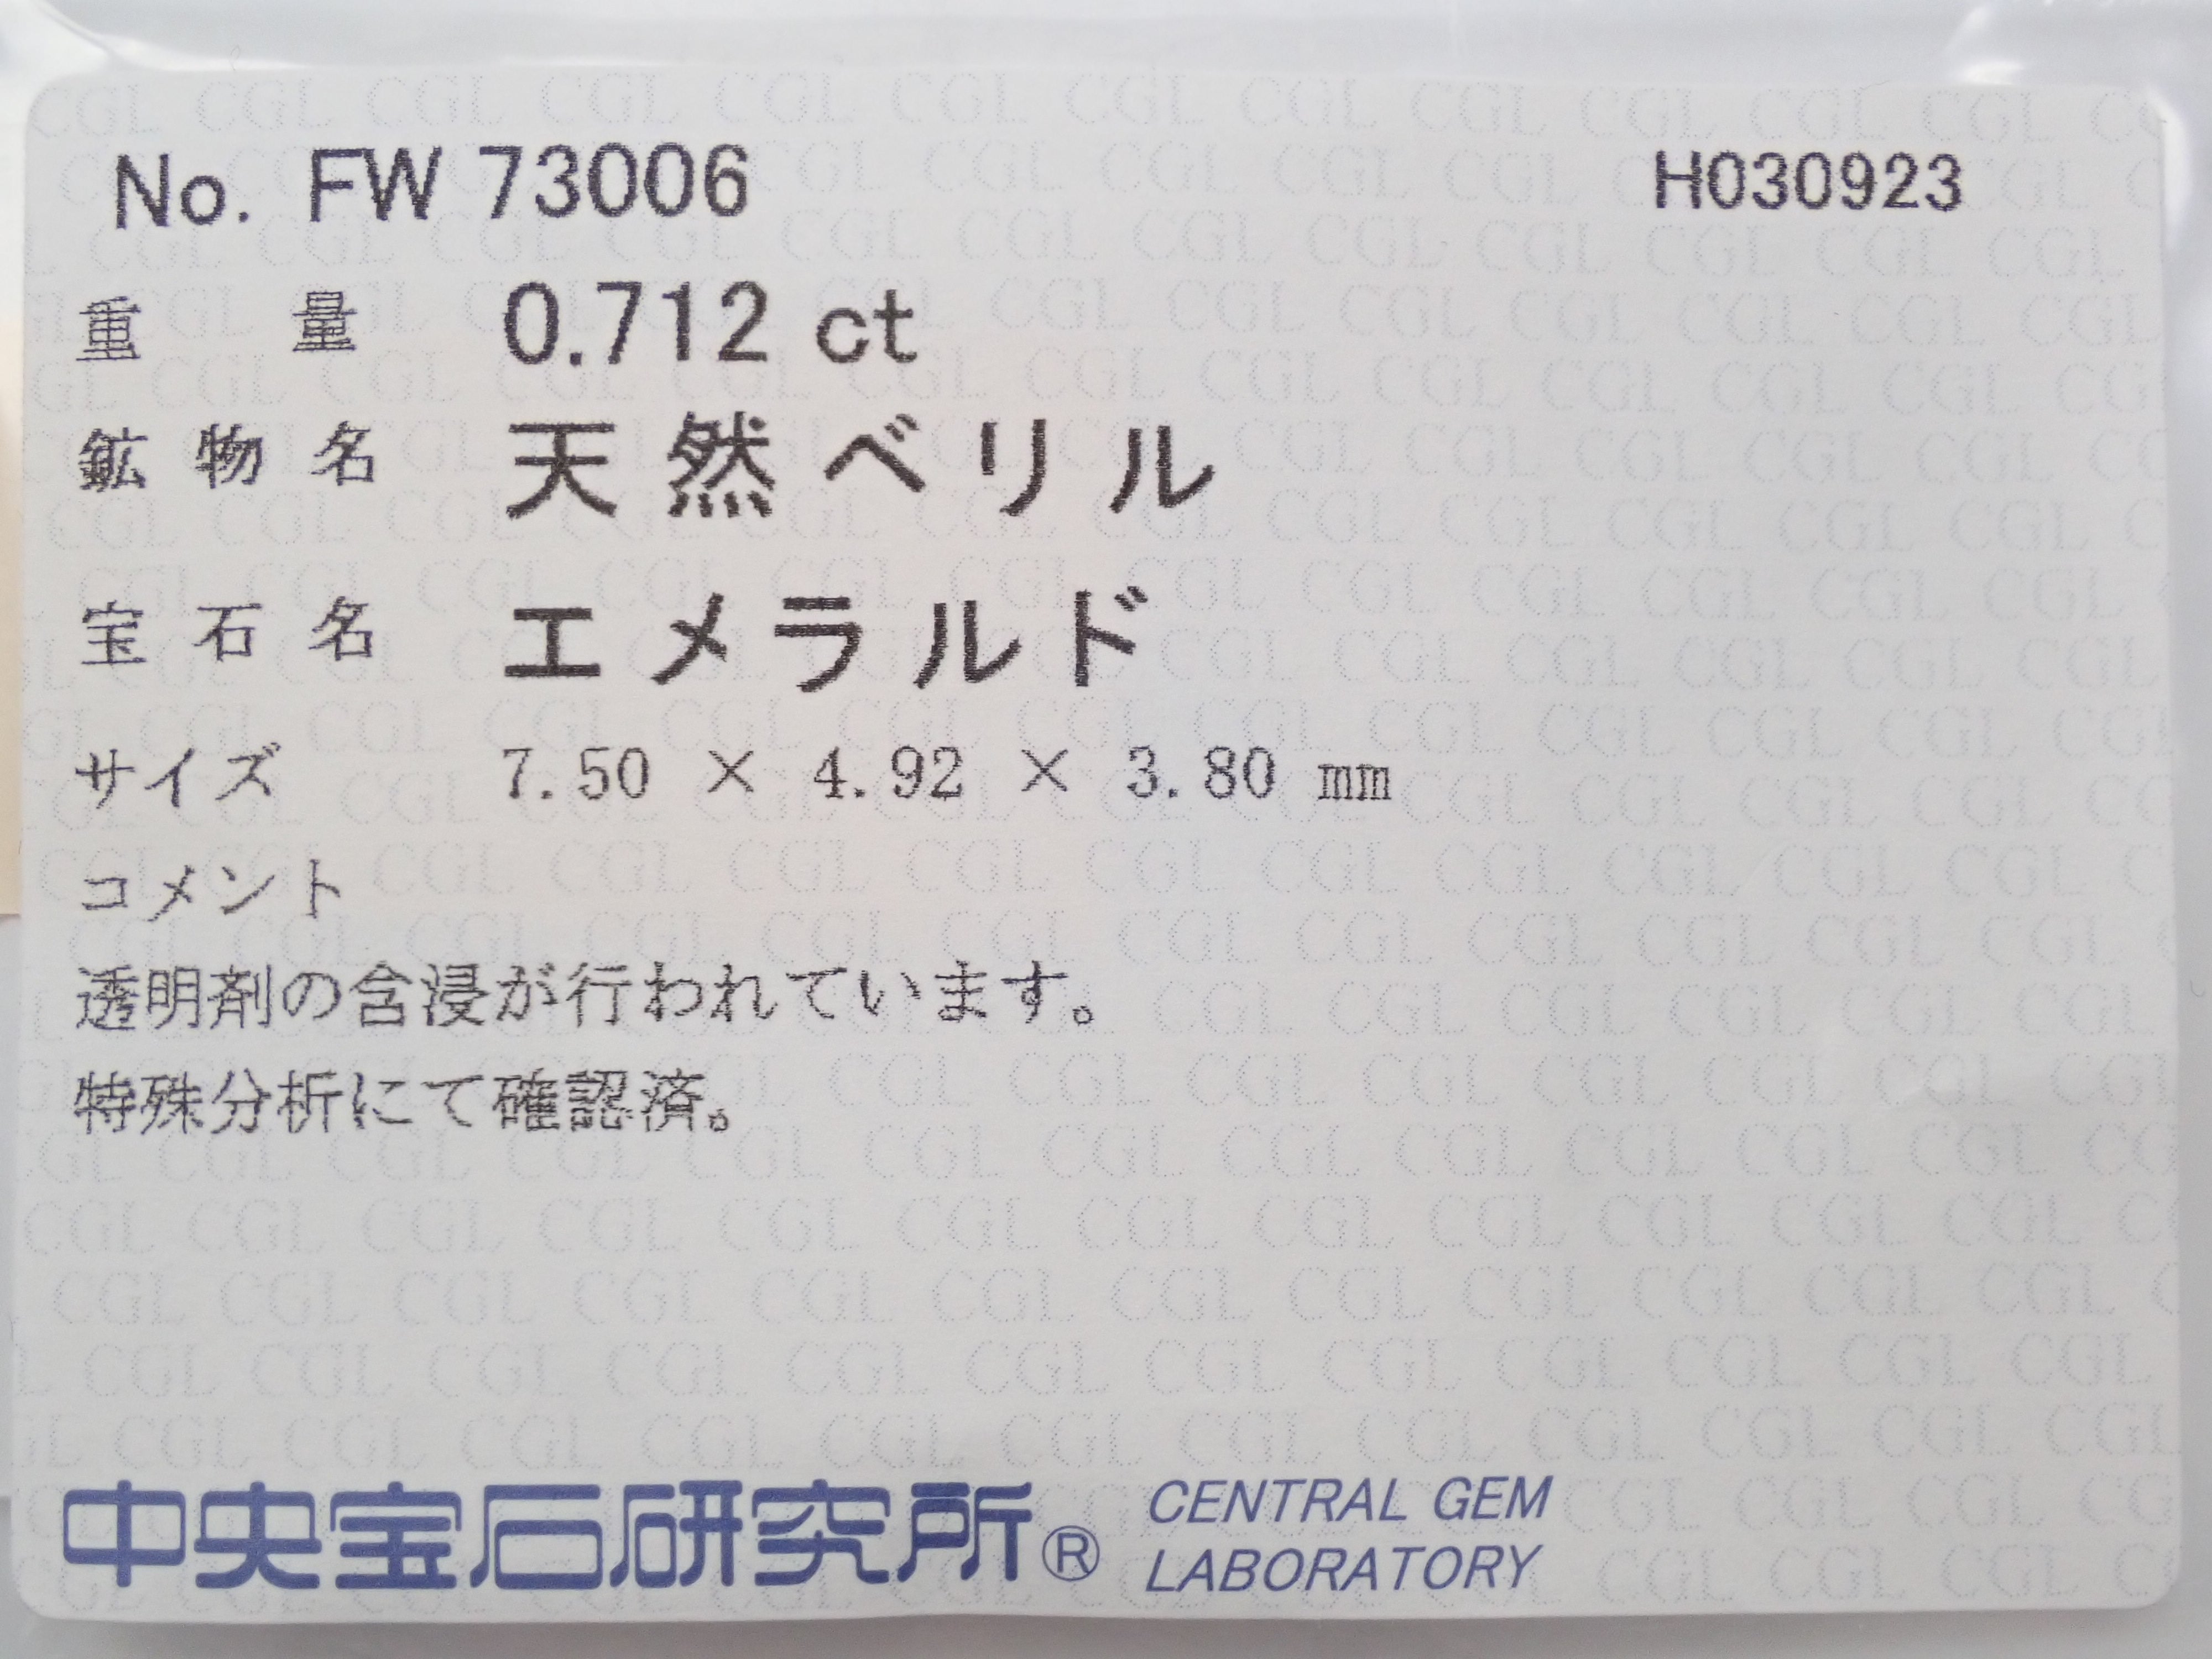 No. FW 73006 H030923
重量 0.712 ct
鉱物名 天然ベリル
宝石名 エメラルド
サイズ 7.50 × 4.92 × 3.80 mm
コメント
透明剤の含浸が行われています。
特殊分析にて確認済。
中央宝石研究所® CENTRAL GEM
LABORATORY